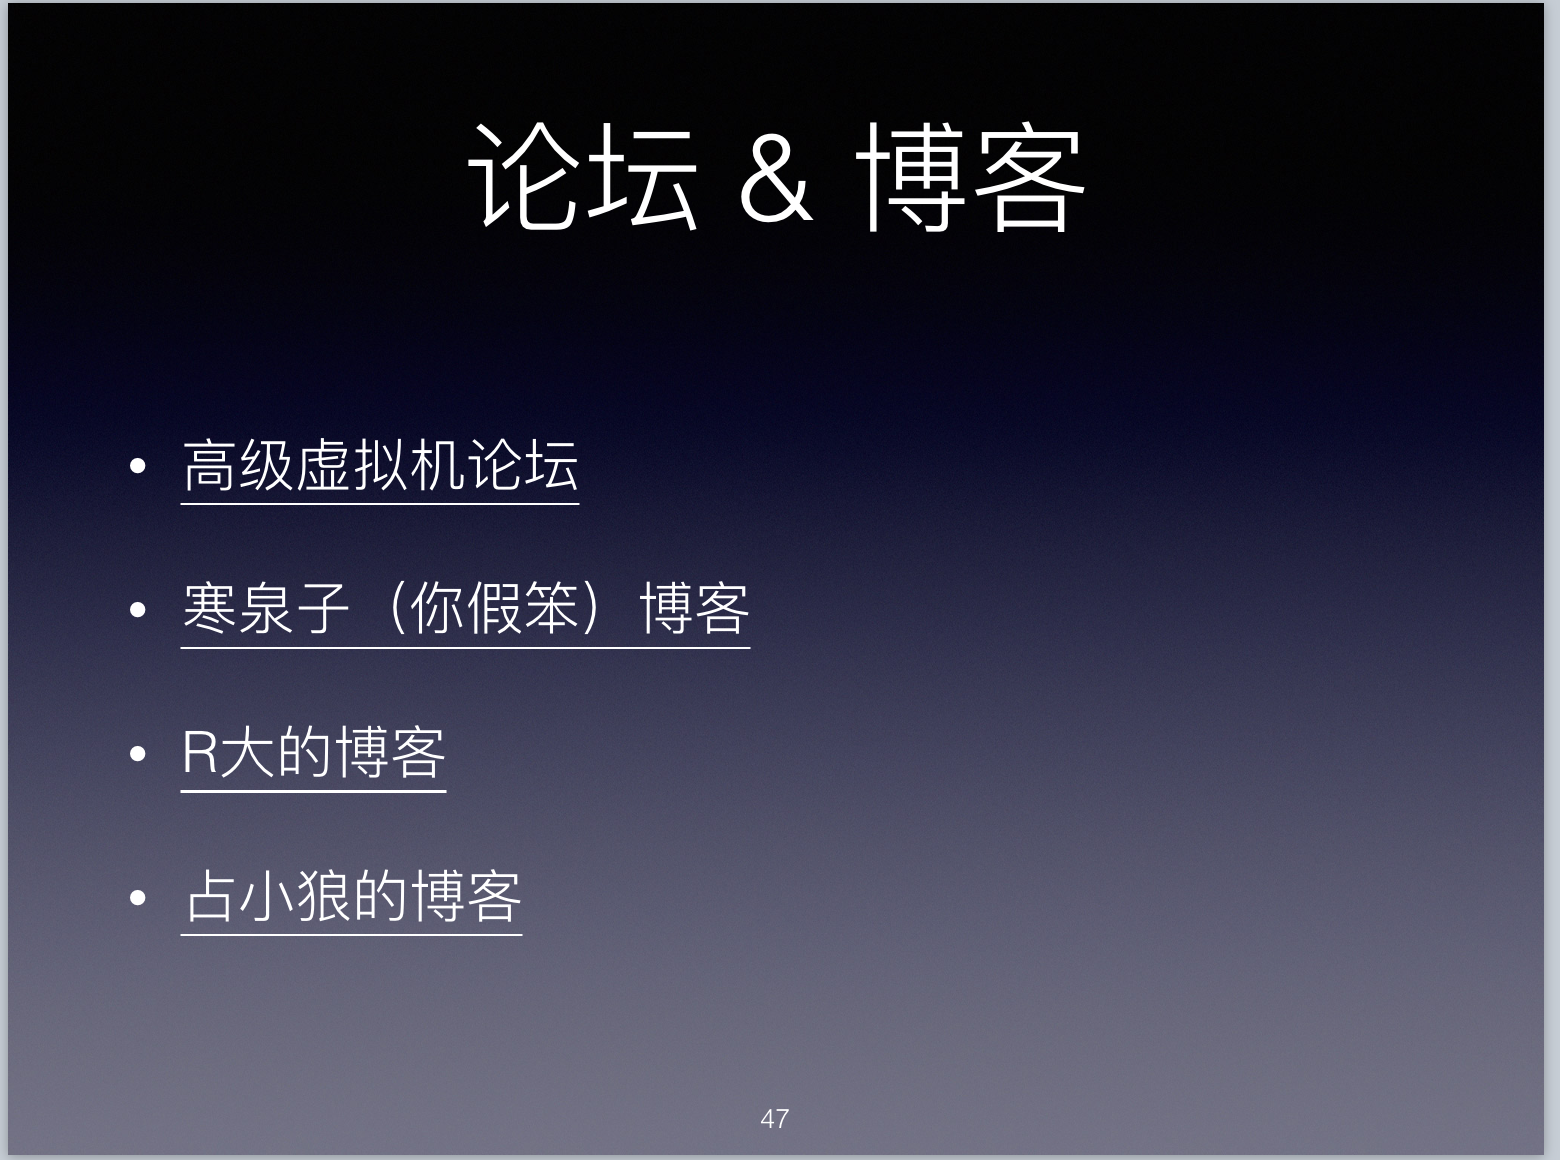 论坛 & 博客
• 高级虚拟机论坛
• 寒泉子（你假笨）博客
• R大的博客
• 占小狼的博客
47